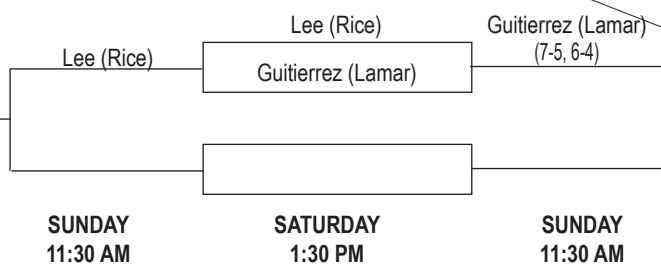 Lee (Rice)
Guitierrez (Lamar)
Lee (Rice)
(7-5, 6-4)
Guitierrez (Lamar)
SUNDAY
SATURDAY
SUNDAY
11:30 AM
1:30 PM
11:30 AM